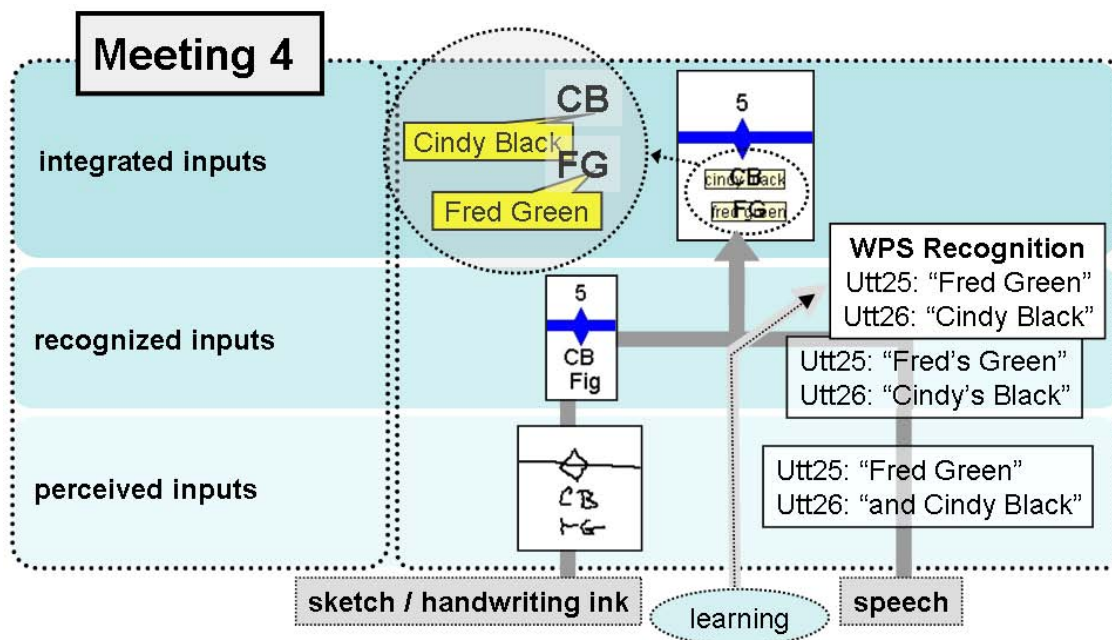 Meeting 4
integrated inputs
CB
Cindy Black
FG
Fred Green
5
cindy black
CB
fred green
FG
WPS Recognition
Utt25: “Fred Green”
Utt26: “Cindy Black”
recognized inputs
5
CB
Fig
Utt25: “Fred's Green”
Utt26: “Cindy's Black”
perceived inputs
CB
FG
Utt25: “Fred Green”
Utt26: “and Cindy Black”
sketch / handwriting ink
learning
speech